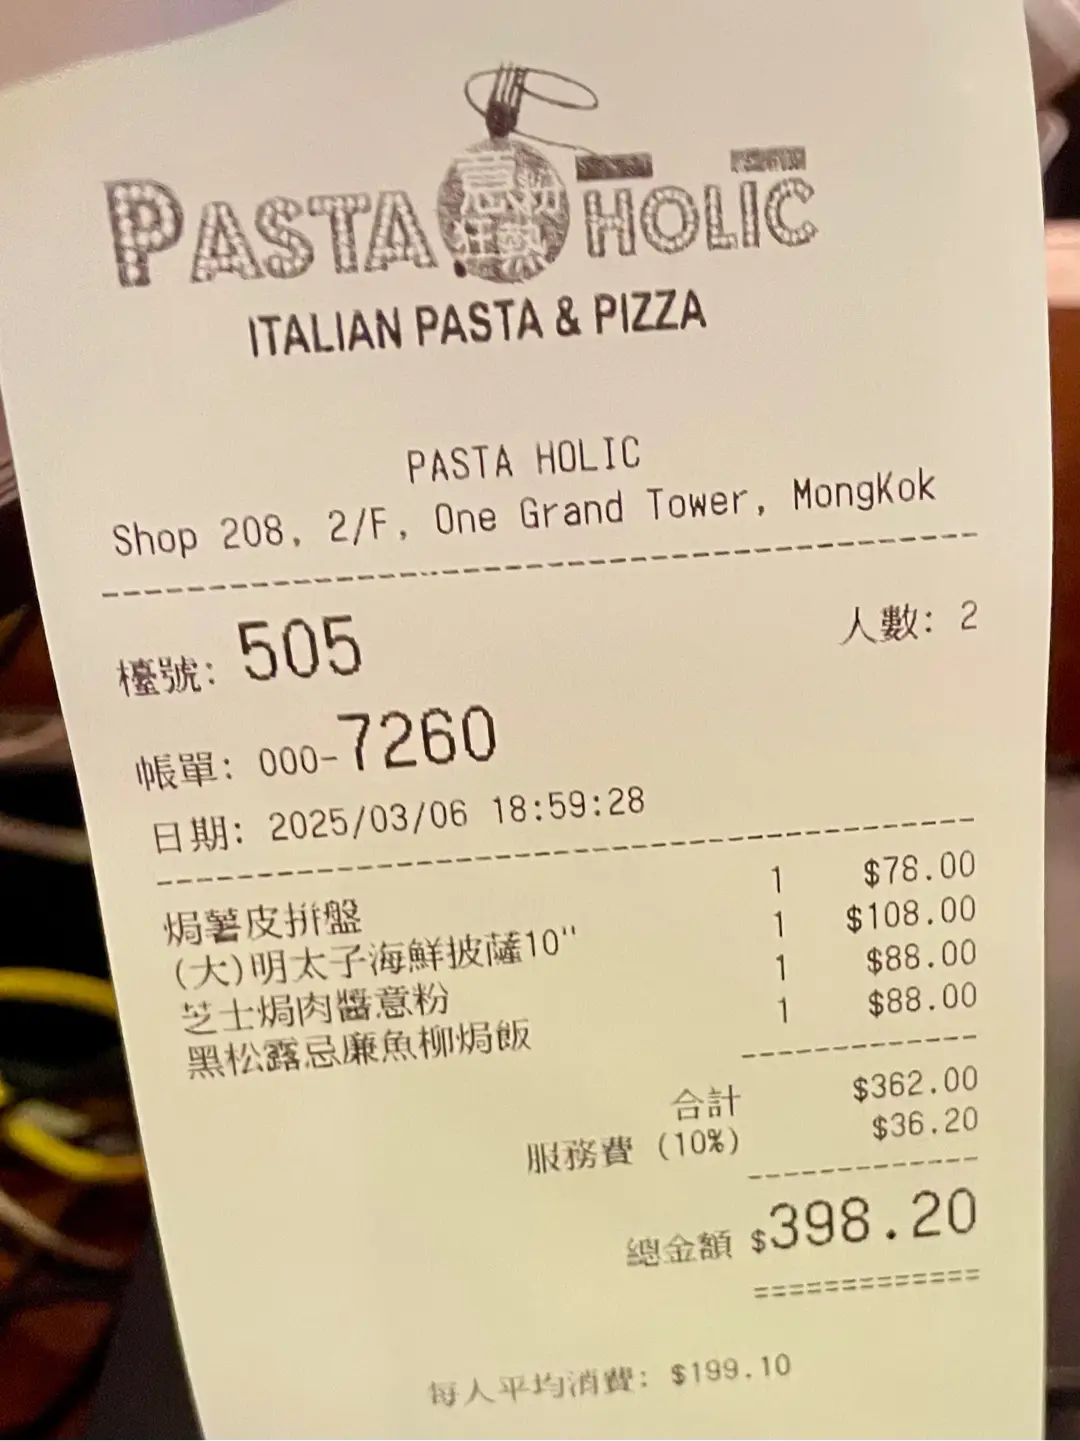 PASTA 意粉狂熱 HOLIC
ITALIAN PASTA & PIZZA
PASTA HOLIC
Shop 208, 2/F, One Grand Tower, MongKok
檯號: 505 人數: 2
帳單: 000-7260
日期: 2025/03/06 18:59:28
焗薯皮拼盤 1 $78.00
(大)明太子海鮮披薩10" 1 $108.00
芝士焗肉醬意粉 1 $88.00
黑松露忌廉魚柳焗飯 1 $88.00
合計 $362.00
服務費 (10%) $36.20
總金額 $398.20
每人平均消費: $199.10